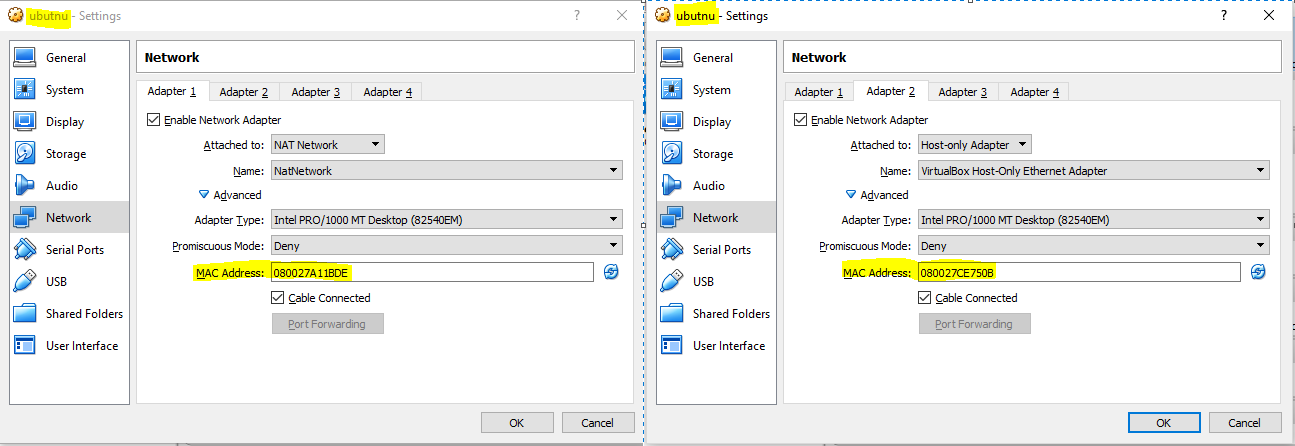 ubutnu - Settings ? ×
General
System
Display
Storage
Audio
Network
Serial Ports
USB
Shared Folders
User Interface
Network
Adapter 1 Adapter 2 Adapter 3 Adapter 4
Enable Network Adapter
Attached to: NAT Network
Name: NatNetwork
Advanced
Adapter Type: Intel PRO/1000 MT Desktop (82540EM)
Promiscuous Mode: Deny
MAC Address: 080027A11BDE
Cable Connected
Port Forwarding
OK Cancel
ubutnu - Settings ? ×
General
System
Display
Storage
Audio
Network
Serial Ports
USB
Shared Folders
User Interface
Network
Adapter 1 Adapter 2 Adapter 3 Adapter 4
Enable Network Adapter
Attached to: Host-only Adapter
Name: VirtualBox Host-Only Ethernet Adapter
Advanced
Adapter Type: Intel PRO/1000 MT Desktop (82540EM)
Promiscuous Mode: Deny
MAC Address: 080027CE750B
Cable Connected
Port Forwarding
OK Cancel